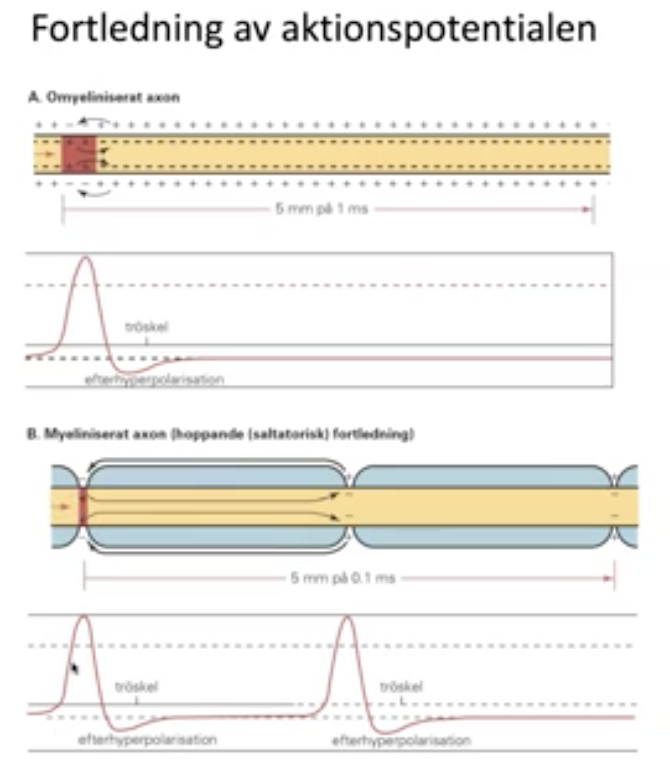 Fortledning av aktionspotentialen
A. Omyeliniserat axon
5 mm på 1 ms
tröskel
efterhyperpolarisation
B. Myeliniserat axon (hoppande (saltatorisk) fortledning)
5 mm på 0.1 ms
tröskel tröskel
efterhyperpolarisation efterhyperpolarisation